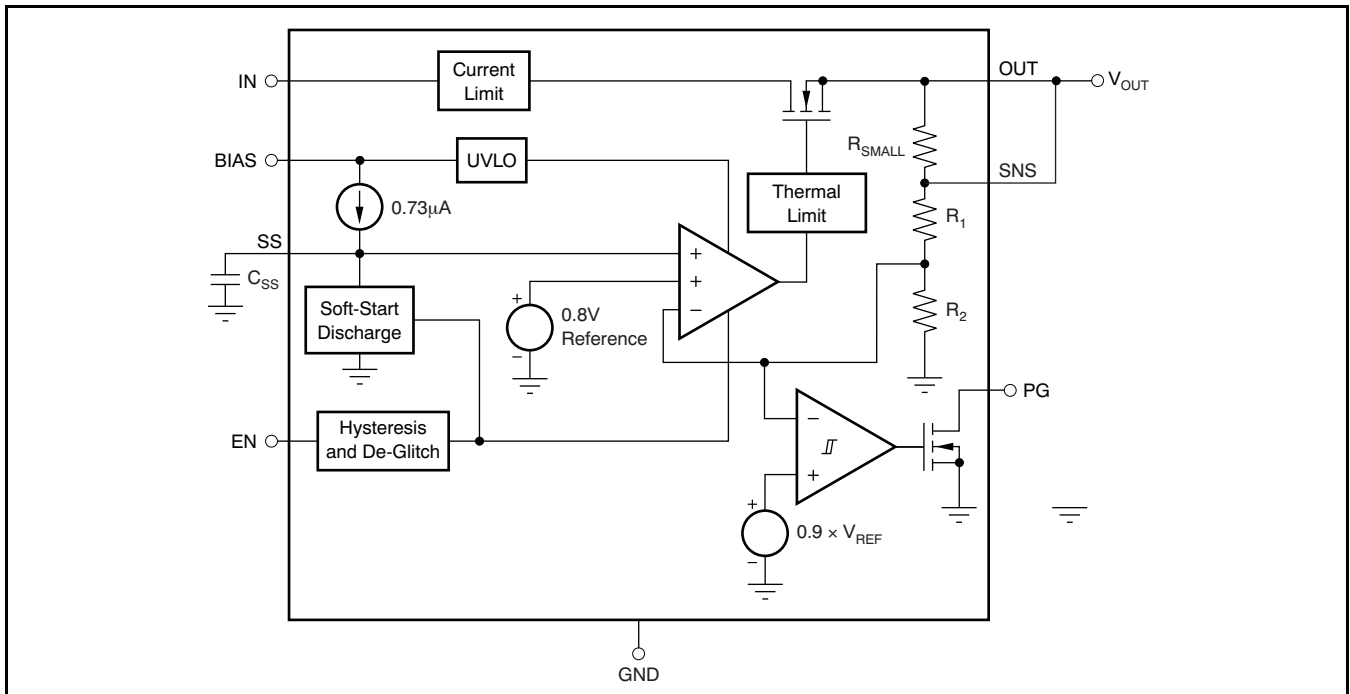 IN
Current
Limit
OUT
V_OUT
R_SMALL
BIAS
UVLO
SNS
0.73μA
Thermal
Limit
R_1
SS
+
C_SS
+
Soft-Start
Discharge
+
0.8V
Reference
−
−
R_2
PG
EN
Hysteresis
and De-Glitch
−
+
+
0.9 × V_REF
−
GND